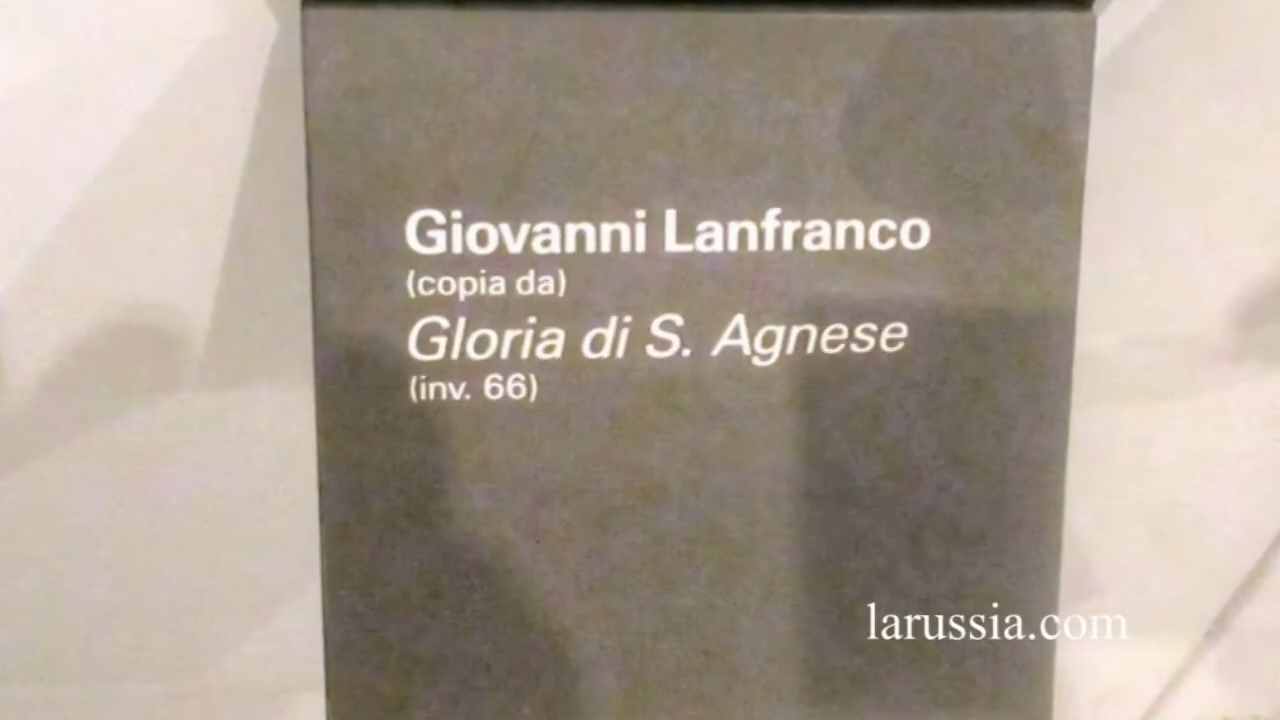 Giovanni Lanfranco
(copia da)
Gloria di S. Agnese
(inv. 66)
larussia.com